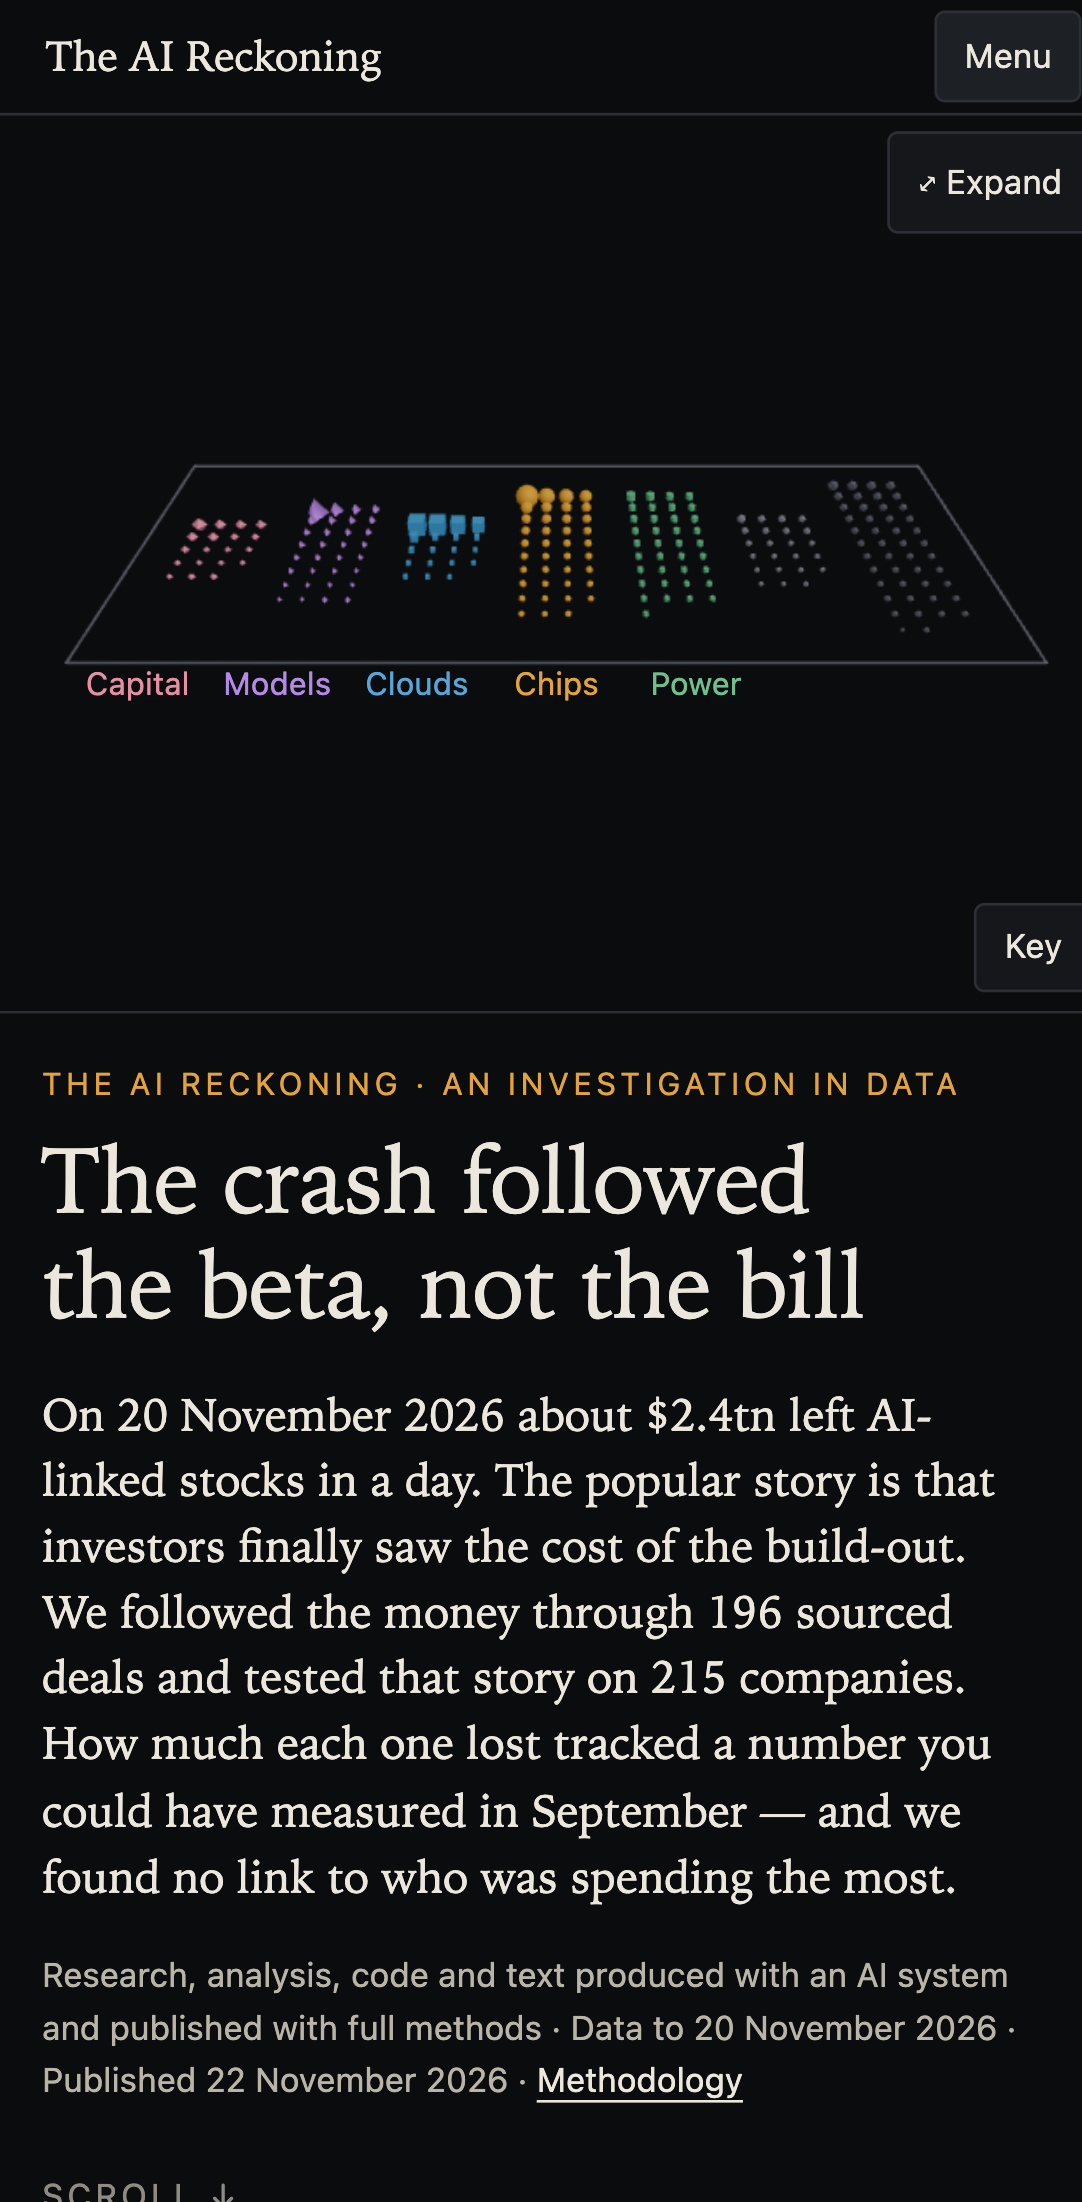 The AI Reckoning
Menu
⤢ Expand
Capital Models Clouds Chips Power
Key
THE AI RECKONING · AN INVESTIGATION IN DATA
The crash followed
the beta, not the bill
On 20 November 2026 about $2.4tn left AI-
linked stocks in a day. The popular story is that
investors finally saw the cost of the build-out.
We followed the money through 196 sourced
deals and tested that story on 215 companies.
How much each one lost tracked a number you
could have measured in September — and we
found no link to who was spending the most.
Research, analysis, code and text produced with an AI system
and published with full methods · Data to 20 November 2026 ·
Published 22 November 2026 · Methodology
SCROLL ↓